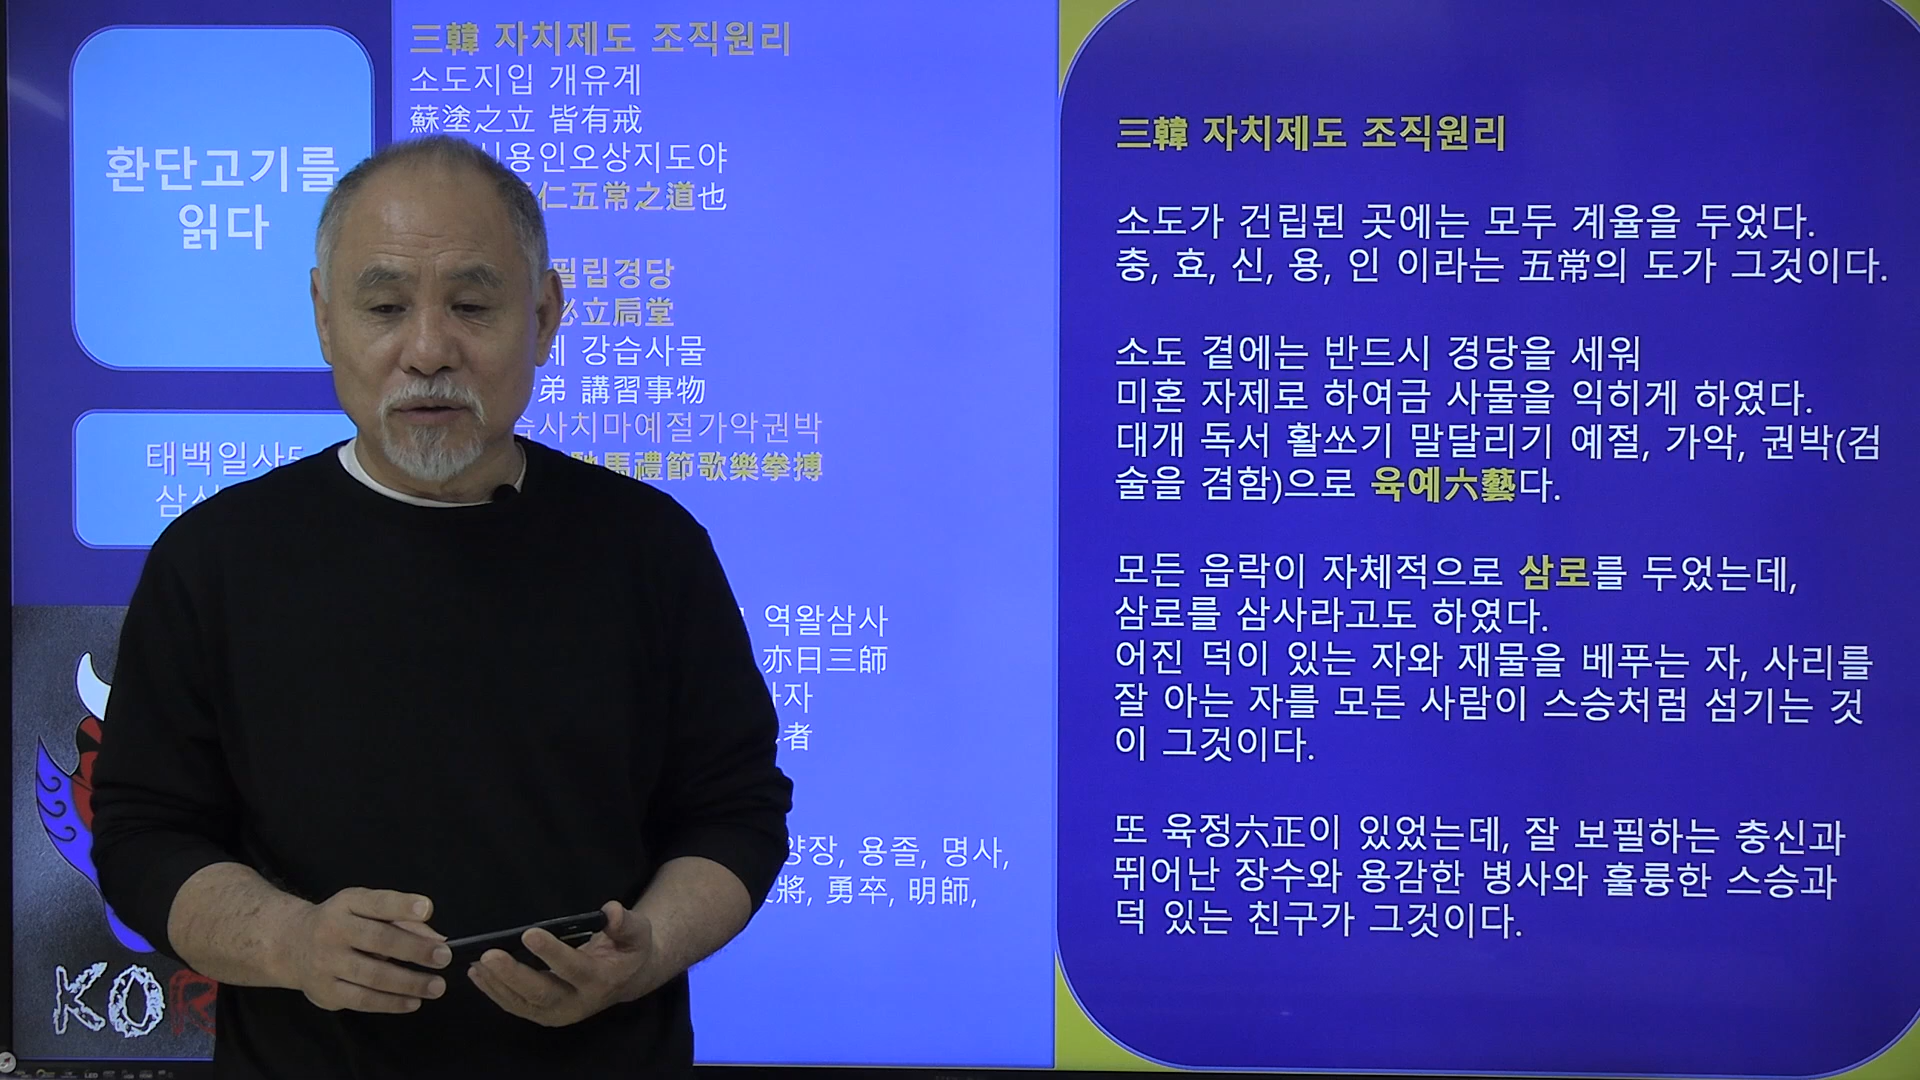 환단고기를
읽다
태백일사5
三韓 자치제도 조직원리
소도지입 개유계
蘇塗之立 皆有戒
용인오상지도야
仁五常之道也
필립경당
必立扃堂
강습사물
弟 講習事物
습사치마예절가악권박
馳馬禮節歌樂拳搏
역왈삼사
亦曰三師
자
者
양장, 용졸, 명사,
將, 勇卒, 明師,
KOR
三韓 자치제도 조직원리
소도가 건립된 곳에는 모두 계율을 두었다.
충, 효, 신, 용, 인 이라는 五常의 도가 그것이다.
소도 곁에는 반드시 경당을 세워
미혼 자제로 하여금 사물을 익히게 하였다.
대개 독서 활쏘기 말달리기 예절, 가악, 권박(검
술을 겸함)으로 육예六藝다.
모든 읍락이 자체적으로 삼로를 두었는데,
삼로를 삼사라고도 하였다.
어진 덕이 있는 자와 재물을 베푸는 자, 사리를
잘 아는 자를 모든 사람이 스승처럼 섬기는 것
이 그것이다.
또 육정六正이 있었는데, 잘 보필하는 충신과
뛰어난 장수와 용감한 병사와 훌륭한 스승과
덕 있는 친구가 그것이다.